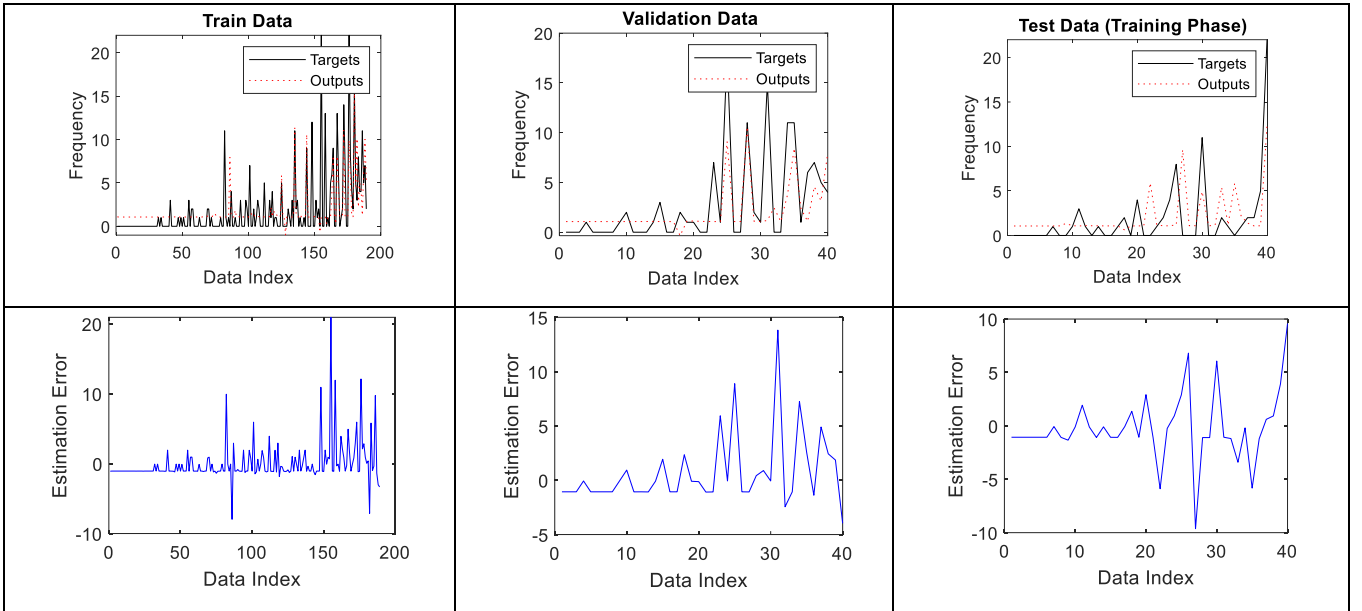 Train Data
Frequency
20
15
10
5
0
Targets
Outputs
0 50 100 150 200
Data Index
Validation Data
Frequency
20
15
10
5
0
Targets
Outputs
0 10 20 30 40
Data Index
Test Data (Training Phase)
Frequency
20
15
10
5
0
Targets
Outputs
0 10 20 30 40
Data Index
Estimation Error
20
10
0
-10
0 50 100 150 200
Data Index
Estimation Error
15
10
5
0
-5
0 10 20 30 40
Data Index
Estimation Error
10
5
0
-5
-10
0 10 20 30 40
Data Index